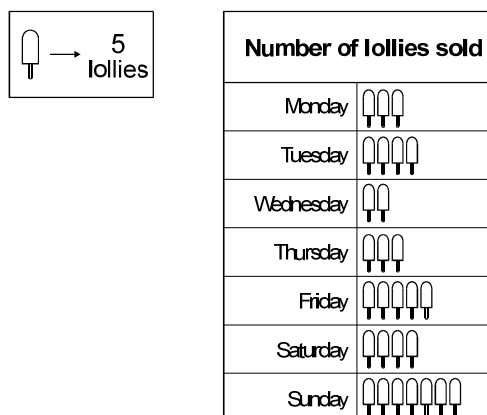 5
lollies
Number of lollies sold
Monday
Tuesday
Wednesday
Thursday
Friday
Saturday
Sunday